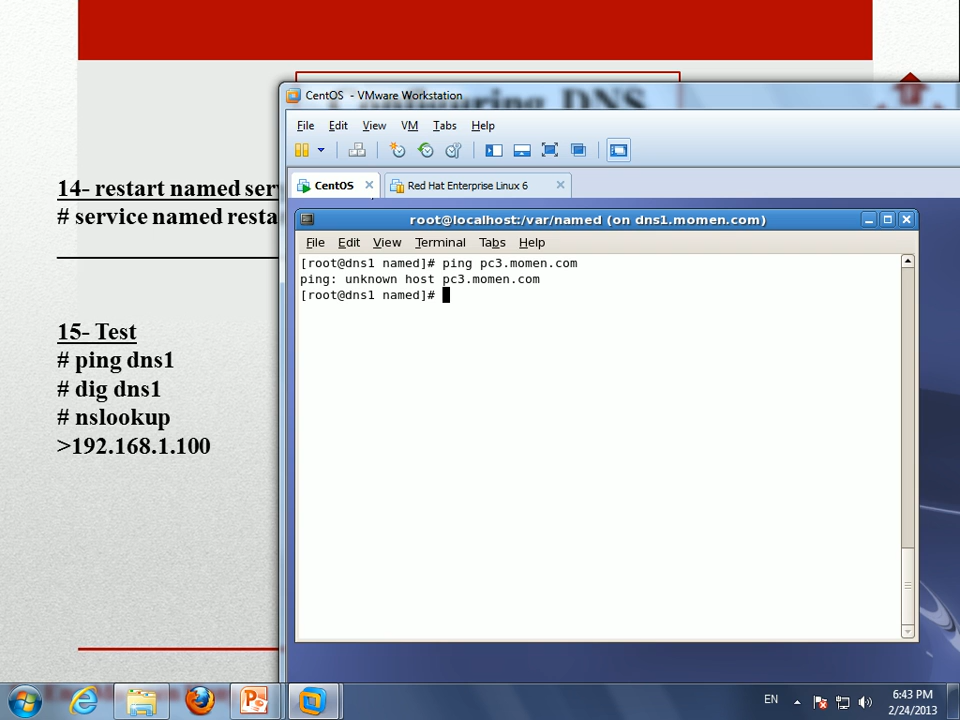 Configuring DNS
14- restart named ser
# service named resta
15- Test
# ping dns1
# dig dns1
# nslookup
>192.168.1.100
CentOS - VMware Workstation
File Edit View VM Tabs Help
CentOS Red Hat Enterprise Linux 6
root@localhost:/var/named (on dns1.momen.com)
File Edit View Terminal Tabs Help
[root@dns1 named]# ping pc3.momen.com
ping: unknown host pc3.momen.com
[root@dns1 named]#
EN
6:43 PM
2/24/2013